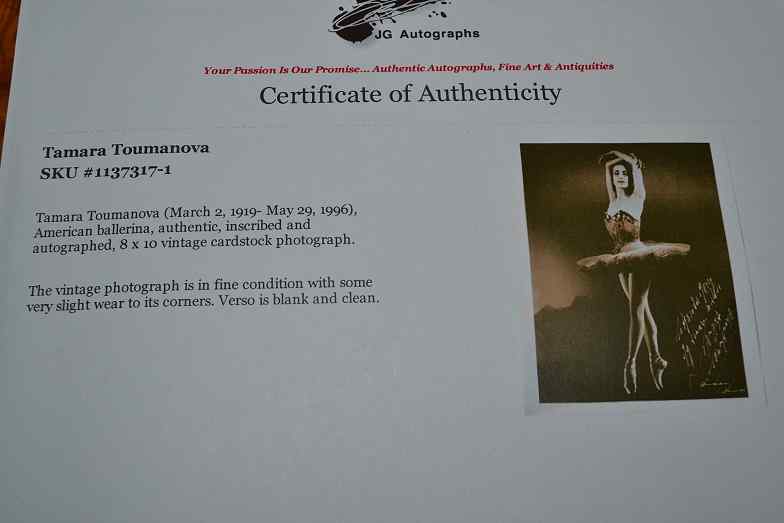 JG Autographs
Your Passion Is Our Promise... Authentic Autographs, Fine Art & Antiquities
Certificate of Authenticity
Tamara Toumanova
SKU #1137317-1
Tamara Toumanova (March 2, 1919- May 29, 1996),
American ballerina, authentic, inscribed and
autographed, 8 x 10 vintage cardstock photograph.
The vintage photograph is in fine condition with some
very slight wear to its corners. Verso is blank and clean.